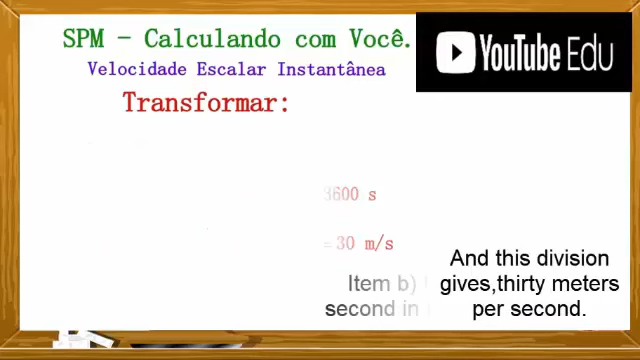 SPM - Calculando com Você.
YouTube Edu
Velocidade Escalar Instantânea
Transformar:
3600 s
= 30 m/s
And this division
gives,thirty meters
per second.
Item b)
second in